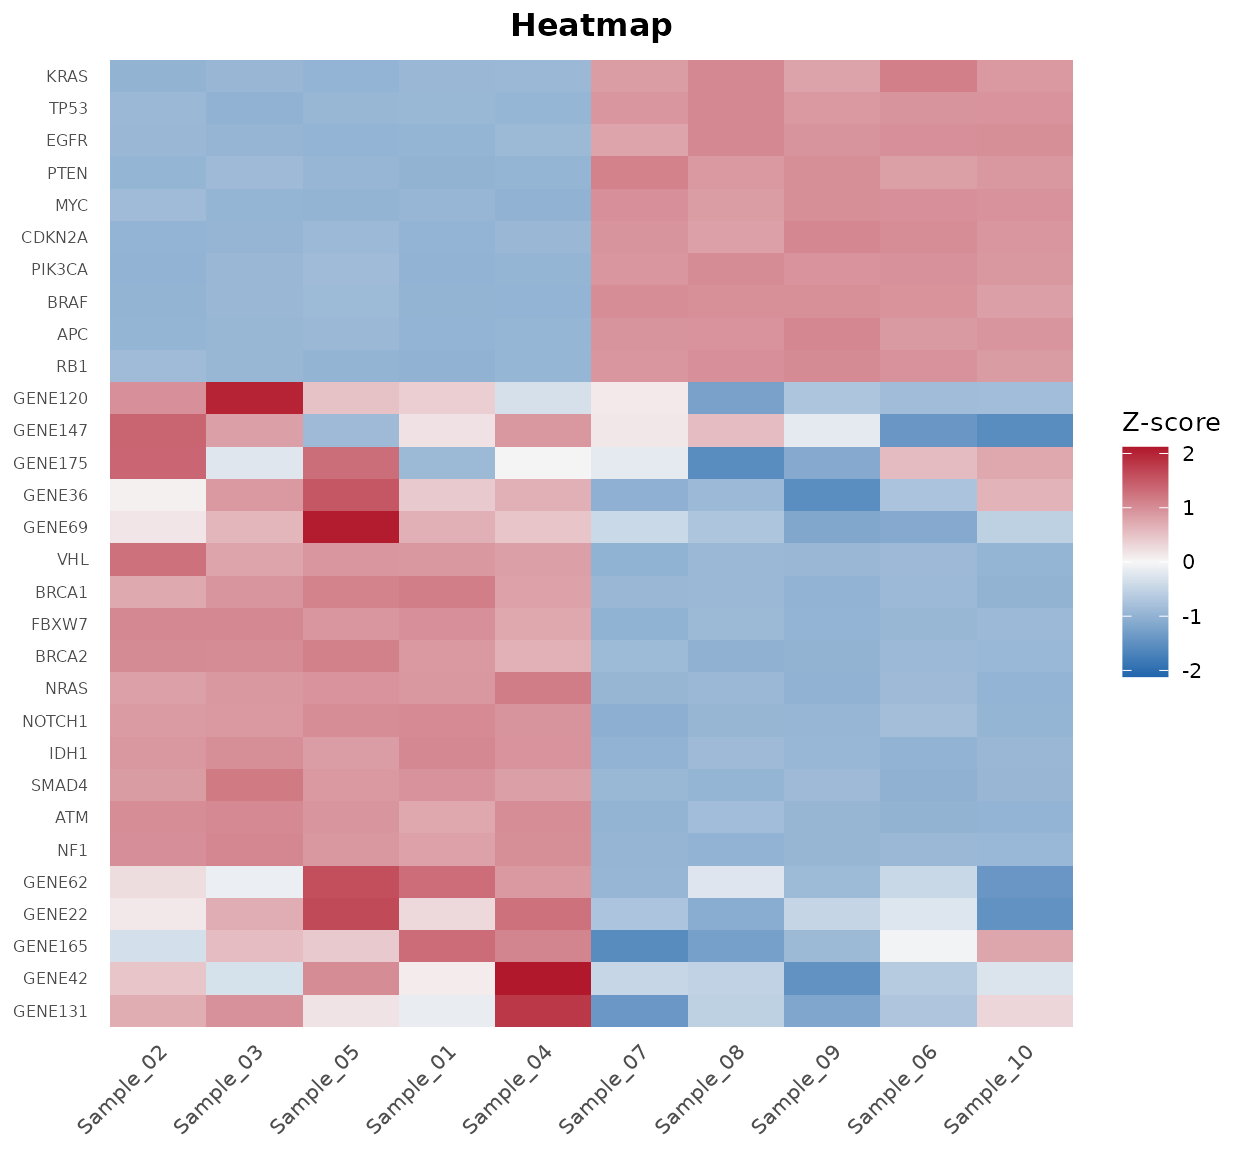 Heatmap
KRAS
TP53
EGFR
PTEN
MYC
CDKN2A
PIK3CA
BRAF
APC
RB1
GENE120
GENE147
GENE175
GENE36
GENE69
VHL
BRCA1
FBXW7
BRCA2
NRAS
NOTCH1
IDH1
SMAD4
ATM
NF1
GENE62
GENE22
GENE165
GENE42
GENE131
Sample_02
Sample_03
Sample_05
Sample_01
Sample_04
Sample_07
Sample_08
Sample_09
Sample_06
Sample_10
Z-score
2
1
0
-1
-2